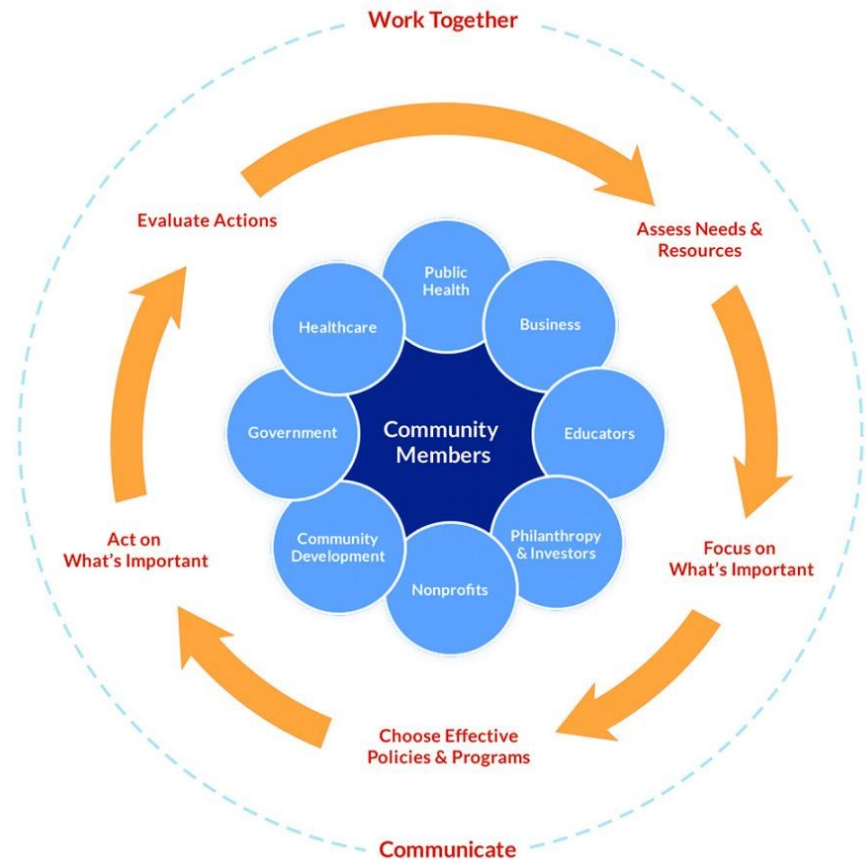 Work Together
Evaluate Actions
Assess Needs &
Resources
Public
Health
Healthcare
Business
Government
Community
Members
Educators
Community
Development
Philanthropy
& Investors
Nonprofits
Act on
What's Important
Focus on
What's Important
Choose Effective
Policies & Programs
Communicate